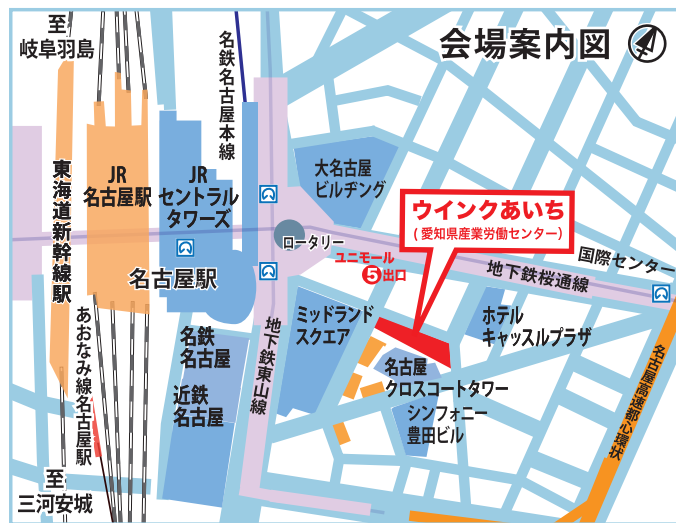 会場案内図
至
岐阜羽島
名鉄名古屋本線
東海道新幹線駅
JR
名古屋駅
JR
セントラル
タワーズ
大名古屋
ビルヂング
ウインクあいち
(愛知県産業労働センター)
ロータリー
ユニモール
5出口
国際センター
地下鉄桜通線
名古屋駅
あおなみ線名古屋駅
名鉄
名古屋
近鉄
名古屋
地下鉄東山線
ミッドランド
スクエア
ホテル
キャッスルプラザ
名古屋
クロスコートタワー
シンフォニー
豊田ビル
名古屋高速都心環状
至
三河安城